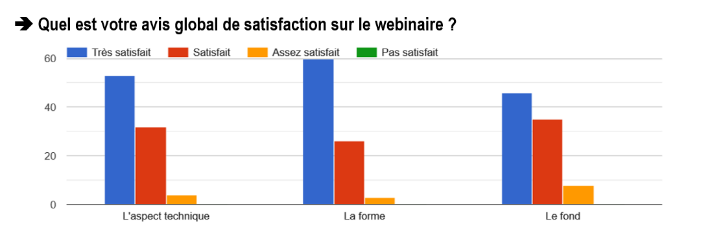 ➔ Quel est votre avis global de satisfaction sur le webinaire ?
Très satisfait Satisfait Assez satisfait Pas satisfait
60
40
20
0
L'aspect technique La forme Le fond